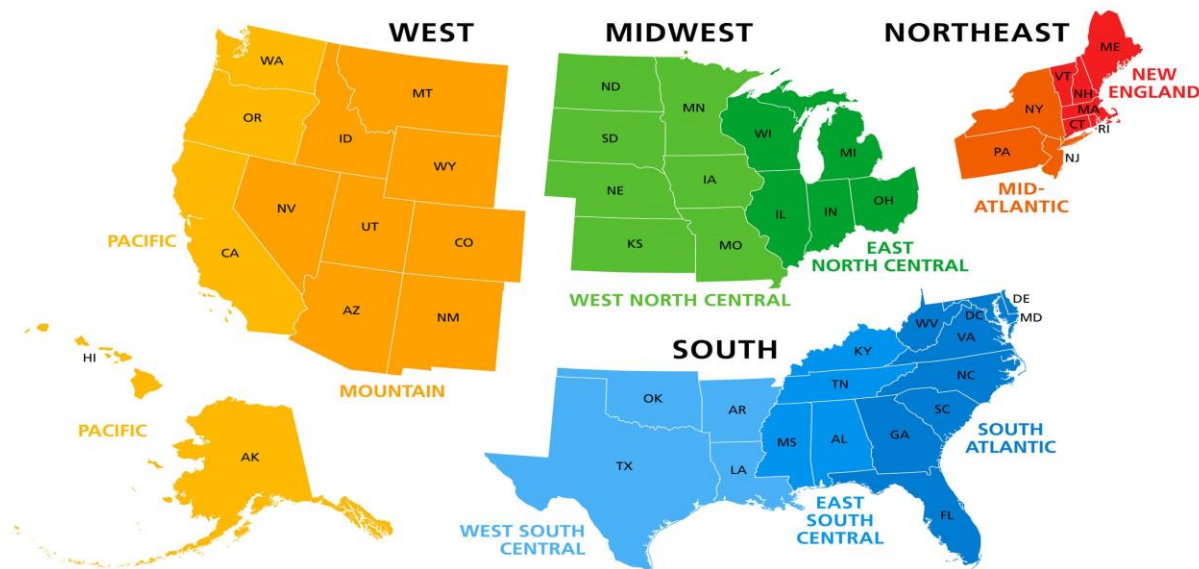 WEST
WA
OR
CA
MT
ID
WY
NV
UT
CO
AZ
NM
PACIFIC
MOUNTAIN
HI
PACIFIC
AK
MIDWEST
ND
SD
NE
KS
MN
IA
MO
WI
MI
IL
IN
OH
WEST NORTH CENTRAL
EAST
NORTH CENTRAL
NORTHEAST
ME
VT
NH
MA
CT
RI
NEW
ENGLAND
NY
PA
NJ
MID-
ATLANTIC
SOUTH
OK
AR
TX
LA
WEST SOUTH
CENTRAL
KY
TN
MS
AL
EAST
SOUTH
CENTRAL
WV
DC
DE
MD
VA
NC
SC
GA
FL
SOUTH
ATLANTIC